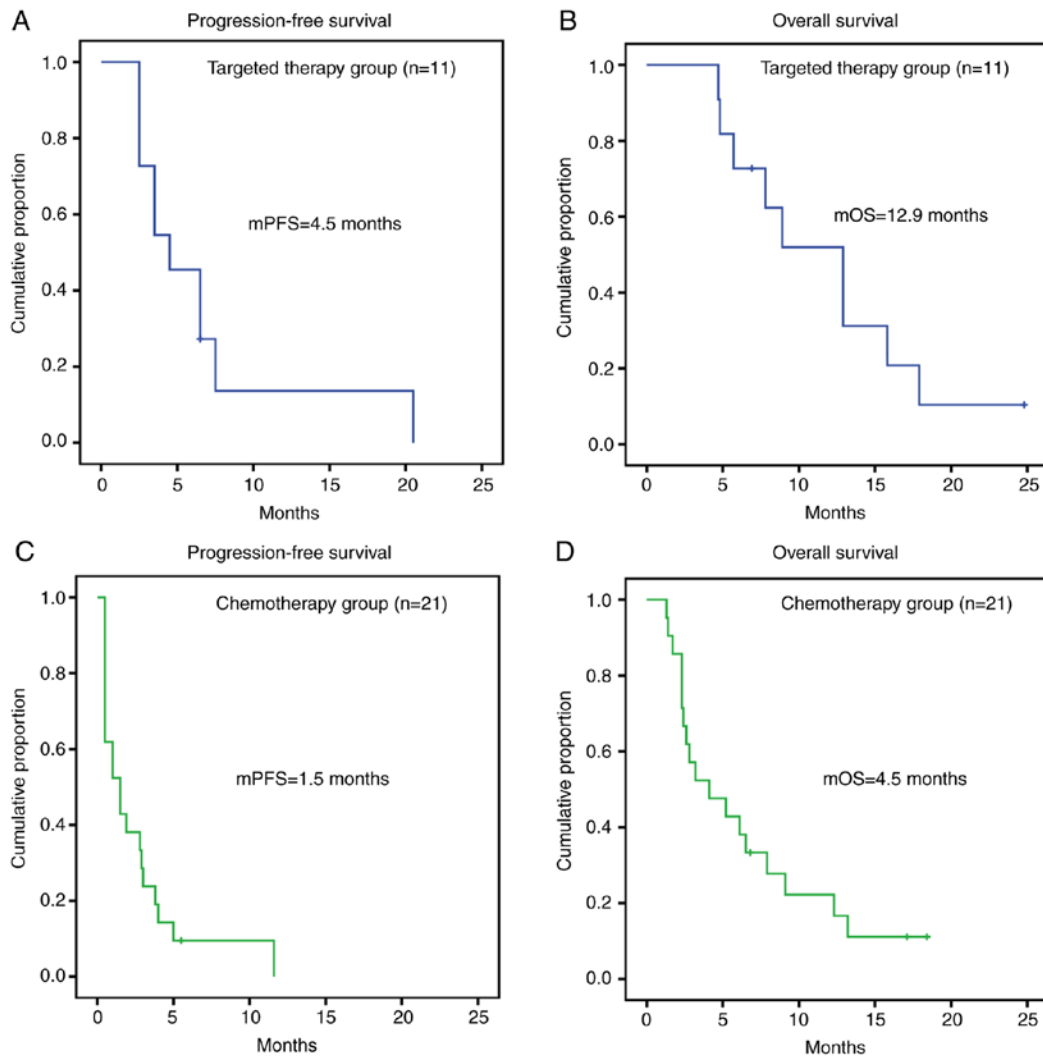 A
Progression-free survival
Targeted therapy group (n=11)
mPFS=4.5 months
Cumulative proportion
1.0
0.8
0.6
0.4
0.2
0.0
0 5 10 15 20 25
Months
B
Overall survival
Targeted therapy group (n=11)
mOS=12.9 months
Cumulative proportion
1.0
0.8
0.6
0.4
0.2
0.0
0 5 10 15 20 25
Months
C
Progression-free survival
Chemotherapy group (n=21)
mPFS=1.5 months
Cumulative proportion
1.0
0.8
0.6
0.4
0.2
0.0
0 5 10 15 20 25
Months
D
Overall survival
Chemotherapy group (n=21)
mOS=4.5 months
Cumulative proportion
1.0
0.8
0.6
0.4
0.2
0.0
0 5 10 15 20 25
Months